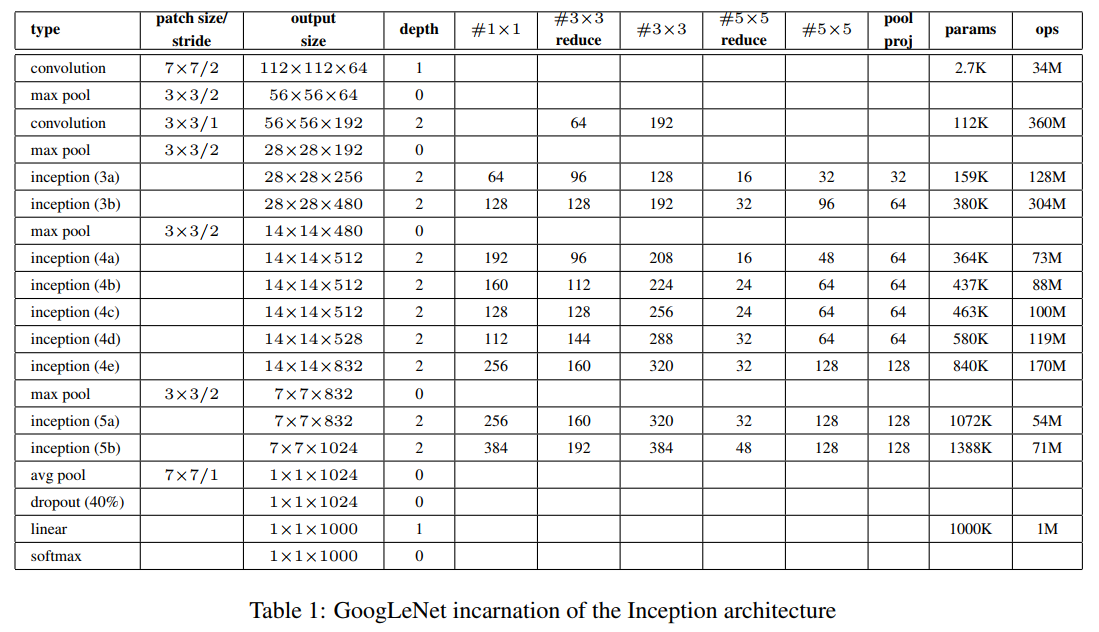 type patch size/ stride output size depth #1×1 #3×3 reduce #3×3 #5×5 reduce #5×5 pool proj params ops
convolution 7×7/2 112×112×64 1 2.7K 34M
max pool 3×3/2 56×56×64 0
convolution 3×3/1 56×56×192 2 64 192 112K 360M
max pool 3×3/2 28×28×192 0
inception (3a) 28×28×256 2 64 96 128 16 32 32 159K 128M
inception (3b) 28×28×480 2 128 128 192 32 96 64 380K 304M
max pool 3×3/2 14×14×480 0
inception (4a) 14×14×512 2 192 96 208 16 48 64 364K 73M
inception (4b) 14×14×512 2 160 112 224 24 64 64 437K 88M
inception (4c) 14×14×512 2 128 128 256 24 64 64 463K 100M
inception (4d) 14×14×528 2 112 144 288 32 64 64 580K 119M
inception (4e) 14×14×832 2 256 160 320 32 128 128 840K 170M
max pool 3×3/2 7×7×832 0
inception (5a) 7×7×832 2 256 160 320 32 128 128 1072K 54M
inception (5b) 7×7×1024 2 384 192 384 48 128 128 1388K 71M
avg pool 7×7/1 1×1×1024 0
dropout (40%) 1×1×1024 0
linear 1×1×1000 1 1000K 1M
softmax 1×1×1000 0
Table 1: GoogLeNet incarnation of the Inception architecture